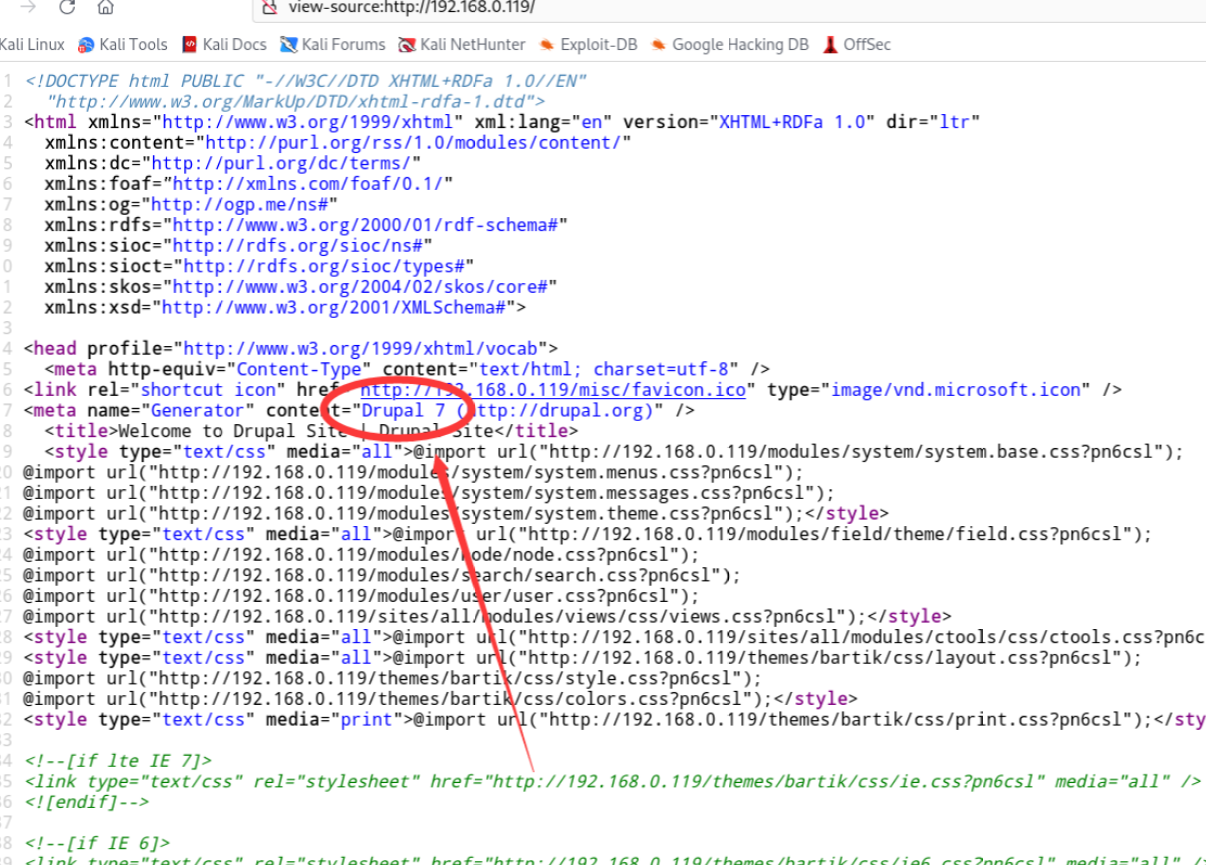 view-source:http://192.168.0.119/
Kali Linux Kali Tools Kali Docs Kali Forums Kali NetHunter Exploit-DB Google Hacking DB OffSec
1 <!DOCTYPE html PUBLIC "-//W3C//DTD XHTML+RDFa 1.0//EN"
2 "http://www.w3.org/MarkUp/DTD/xhtml-rdfa-1.dtd">
3 <html xmlns="http://www.w3.org/1999/xhtml" xml:lang="en" version="XHTML+RDFa 1.0" dir="ltr"
4 xmlns:content="http://purl.org/rss/1.0/modules/content/"
5 xmlns:dc="http://purl.org/dc/terms/"
6 xmlns:foaf="http://xmlns.com/foaf/0.1/"
7 xmlns:og="http://ogp.me/ns#"
8 xmlns:rdfs="http://www.w3.org/2000/01/rdf-schema#"
9 xmlns:sioc="http://rdfs.org/sioc/ns#"
0 xmlns:sioct="http://rdfs.org/sioc/types#"
1 xmlns:skos="http://www.w3.org/2004/02/skos/core#"
2 xmlns:xsd="http://www.w3.org/2001/XMLSchema#">
3
4 <head profile="http://www.w3.org/1999/xhtml/vocab">
5 <meta http-equiv="Content-Type" content="text/html; charset=utf-8" />
6 <link rel="shortcut icon" href="http://192.168.0.119/misc/favicon.ico" type="image/vnd.microsoft.icon" />
7 <meta name="Generator" content="Drupal 7 (http://drupal.org)" />
8 <title>Welcome to Drupal Site | Drupal Site</title>
9 <style type="text/css" media="all">@import url("http://192.168.0.119/modules/system/system.base.css?pn6csl");
20 @import url("http://192.168.0.119/modules/system/system.menus.css?pn6csl");
21 @import url("http://192.168.0.119/modules/system/system.messages.css?pn6csl");
22 @import url("http://192.168.0.119/modules/system/system.theme.css?pn6csl");</style>
23 <style type="text/css" media="all">@import url("http://192.168.0.119/modules/field/theme/field.css?pn6csl");
24 @import url("http://192.168.0.119/modules/node/node.css?pn6csl");
25 @import url("http://192.168.0.119/modules/search/search.css?pn6csl");
26 @import url("http://192.168.0.119/modules/user/user.css?pn6csl");
27 @import url("http://192.168.0.119/sites/all/modules/views/css/views.css?pn6csl");</style>
28 <style type="text/css" media="all">@import url("http://192.168.0.119/sites/all/modules/ctools/css/ctools.css?pn6c
29 <style type="text/css" media="all">@import url("http://192.168.0.119/themes/bartik/css/layout.css?pn6csl");
30 @import url("http://192.168.0.119/themes/bartik/css/style.css?pn6csl");
31 @import url("http://192.168.0.119/themes/bartik/css/colors.css?pn6csl");</style>
32 <style type="text/css" media="print">@import url("http://192.168.0.119/themes/bartik/css/print.css?pn6csl");</sty
33
34 <!--[if lte IE 7]>
35 <link type="text/css" rel="stylesheet" href="http://192.168.0.119/themes/bartik/css/ie.css?pn6csl" media="all" />
36 <![endif]-->
37
38 <!--[if IE 6]>
<link type="text/css" rel="stylesheet" href="http://192.168.0.119/themes/bartik/css/ie6.css?pn6csl" media="all" /